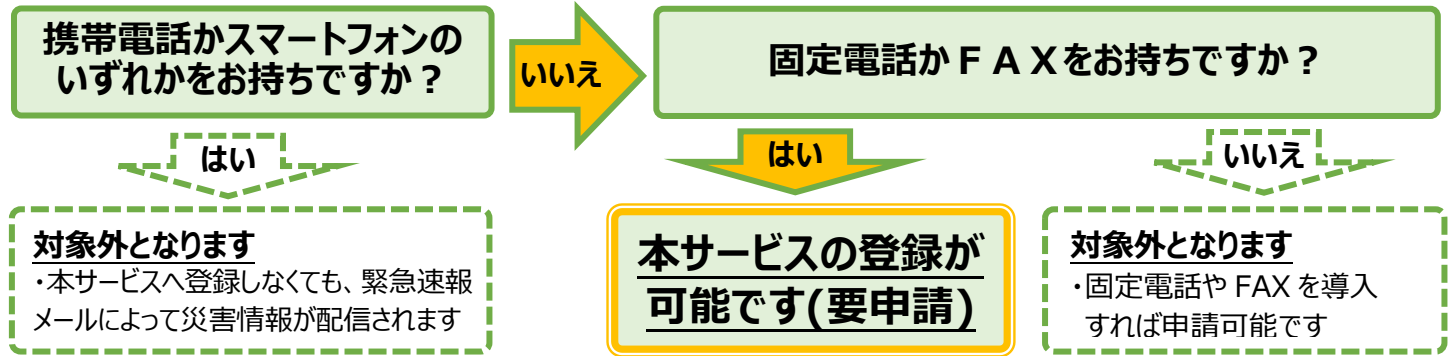 携帯電話かスマートフォンの
いずれかをお持ちですか？
いいえ
固定電話かＦＡＸをお持ちですか？
はい
はい
いいえ
対象外となります
・本サービスへ登録しなくても、緊急速報
メールによって災害情報が配信されます
本サービスの登録が
可能です(要申請)
対象外となります
・固定電話や FAX を導入
すれば申請可能です